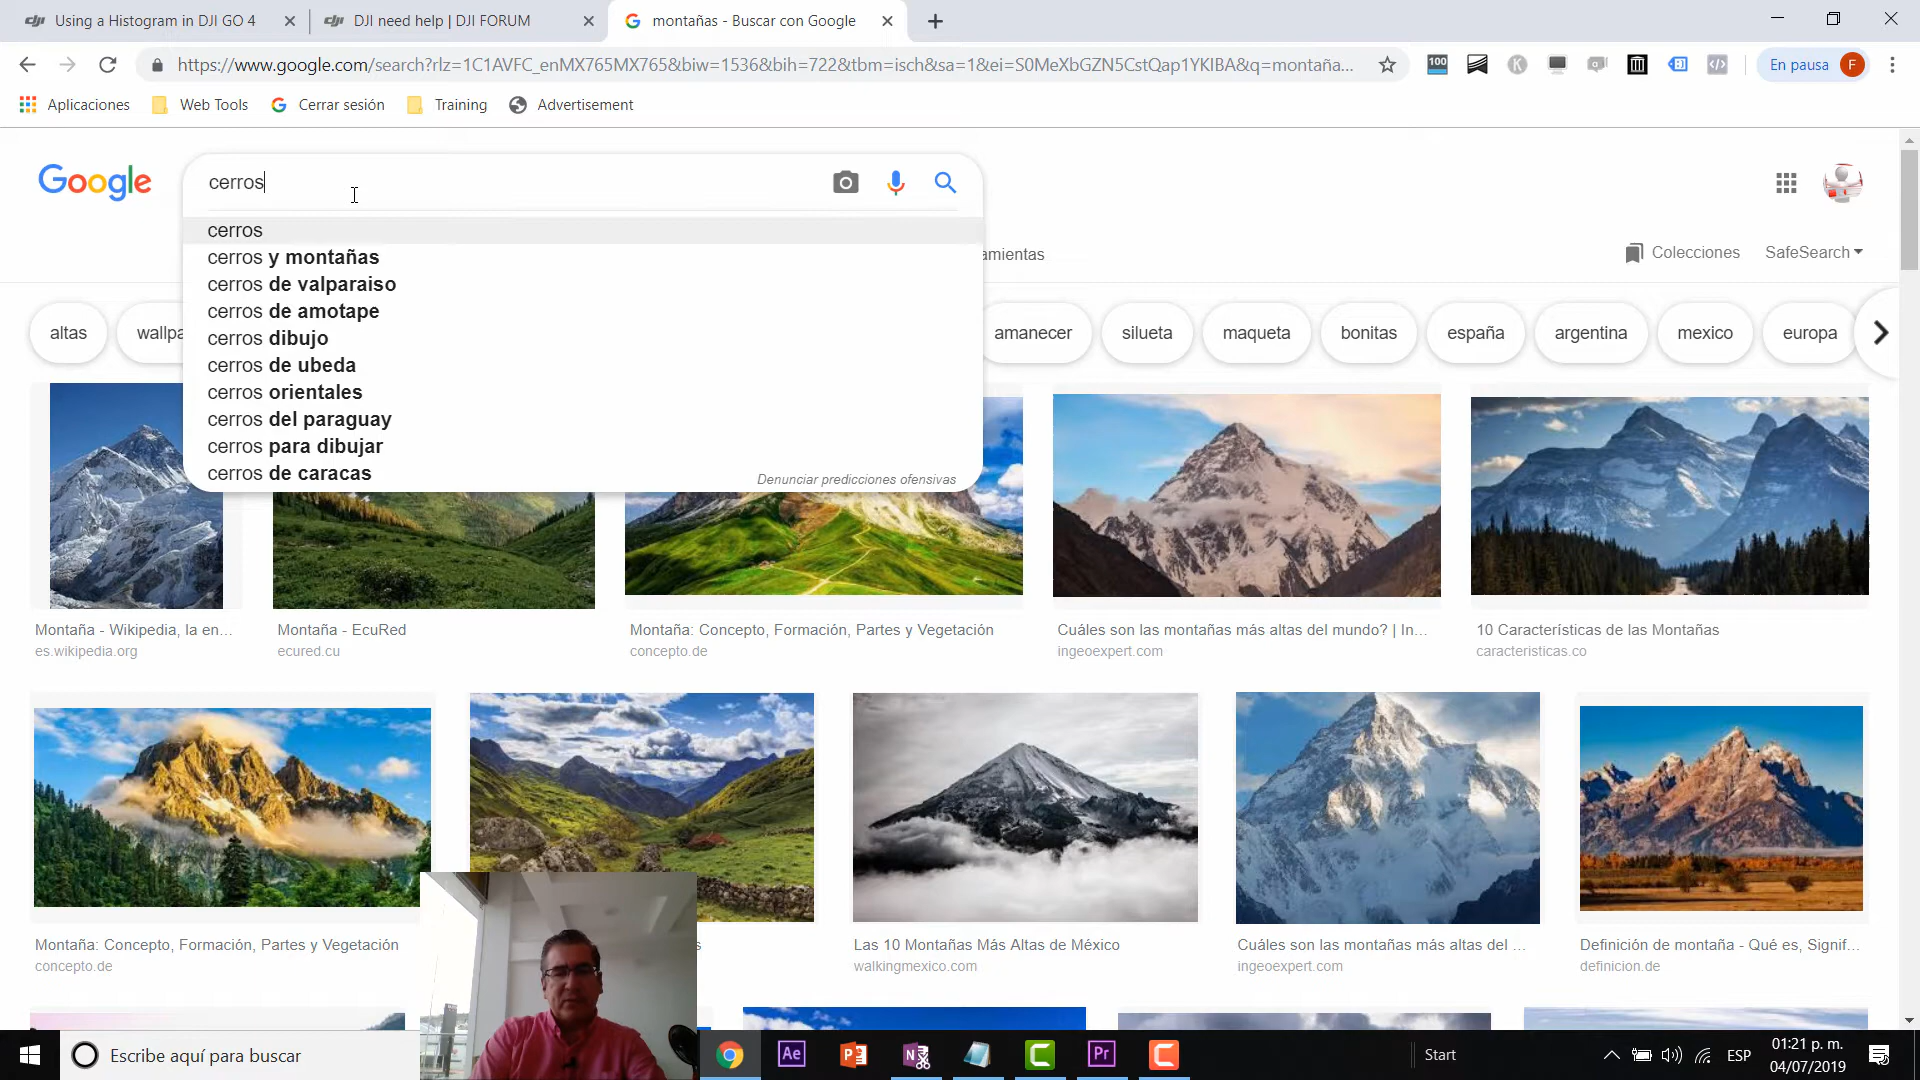 Using a Histogram in DJI GO 4
DJI need help | DJI FORUM
montañas - Buscar con Google
https://www.google.com/search?rlz=1C1AVFC_enMX765MX765&biw=1536&bih=722&tbm=isch&sa=1&ei=S0MeXbGZN5CstQap1YKIBA&q=montaña...
100
K
En pausa
F
Aplicaciones
Web Tools
Cerrar sesión
Training
Advertisement
Google
cerros
cerros
cerros y montañas
cerros de valparaiso
cerros de amotape
cerros dibujo
cerros de ubeda
cerros orientales
cerros del paraguay
cerros para dibujar
cerros de caracas
Denunciar predicciones ofensivas
amientas
Colecciones
SafeSearch
altas
wallpa
amanecer
silueta
maqueta
bonitas
españa
argentina
mexico
europa
Montaña - Wikipedia, la en...
es.wikipedia.org
Montaña - EcuRed
ecured.cu
Montaña: Concepto, Formación, Partes y Vegetación
concepto.de
Cuáles son las montañas más altas del mundo? | In...
ingeoexpert.com
10 Características de las Montañas
caracteristicas.co
Montaña: Concepto, Formación, Partes y Vegetación
concepto.de
s
Las 10 Montañas Más Altas de México
walkingmexico.com
Cuáles son las montañas más altas del ...
ingeoexpert.com
Definición de montaña - Qué es, Signif...
definicion.de
Escribe aquí para buscar
Ae
P
N
C
Pr
C
Start
ESP
01:21 p. m.
04/07/2019